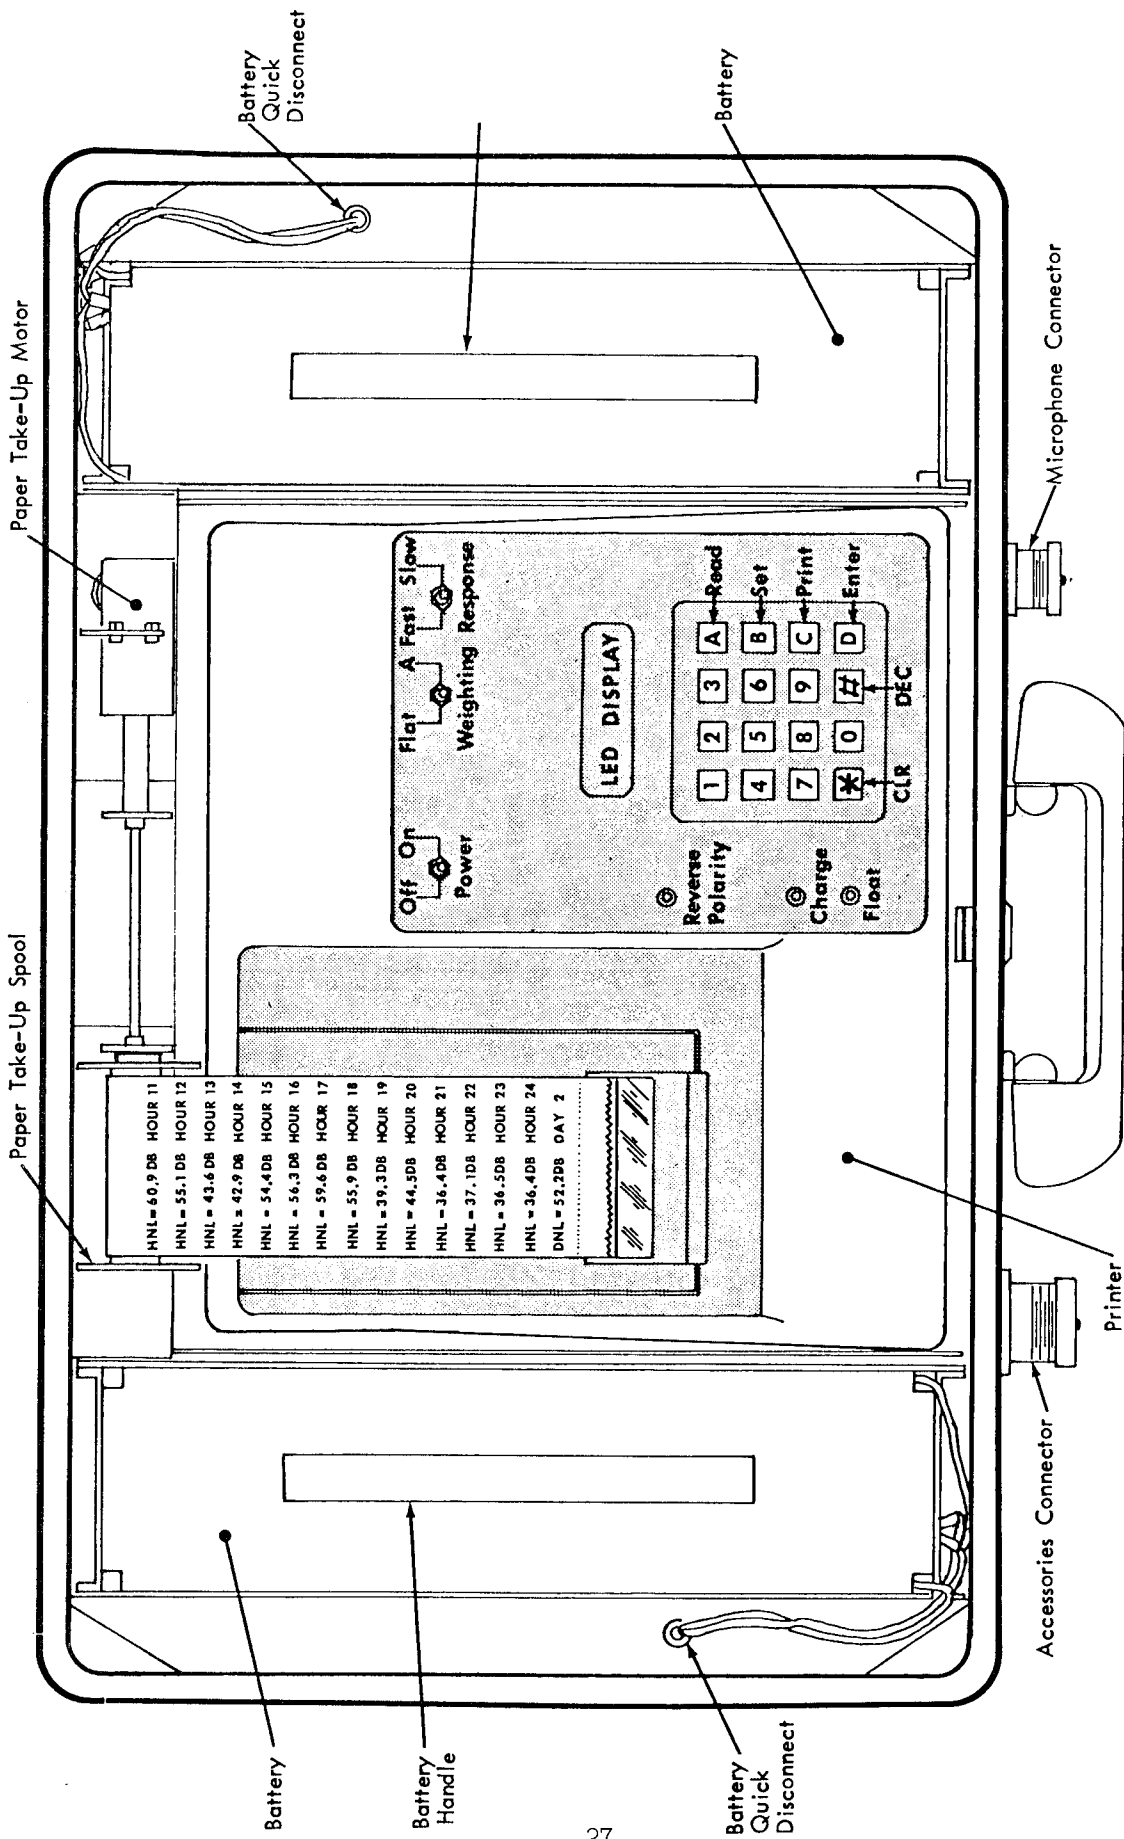 Paper Take-Up Spool
Paper Take-Up Motor
Battery
Quick
Disconnect
Battery
Battery
Battery
Handle
Battery
Quick
Disconnect
Accessories Connector
Printer
Microphone Connector
HNL = 60.9 DB HOUR 11
HNL = 55.1 DB HOUR 12
HNL = 43.6 DB HOUR 13
HNL = 42.9 DB HOUR 14
HNL = 54.4 DB HOUR 15
HNL = 56.3 DB HOUR 16
HNL = 59.6 DB HOUR 17
HNL = 55.9 DB HOUR 18
HNL = 39.3 DB HOUR 19
HNL = 44.5 DB HOUR 20
HNL = 36.4 DB HOUR 21
HNL = 37.1 DB HOUR 22
HNL = 36.5 DB HOUR 23
HNL = 36.4 DB HOUR 24
DNL = 52.2 DB DAY 2
Off On
Power
Flat A
Weighting
Fast Slow
Response
LED DISPLAY
Reverse
Polarity
Charge
Float
1 2 3 A Read
4 5 6 B Set
7 8 9 C Print
* 0 # D Enter
CLR DEC